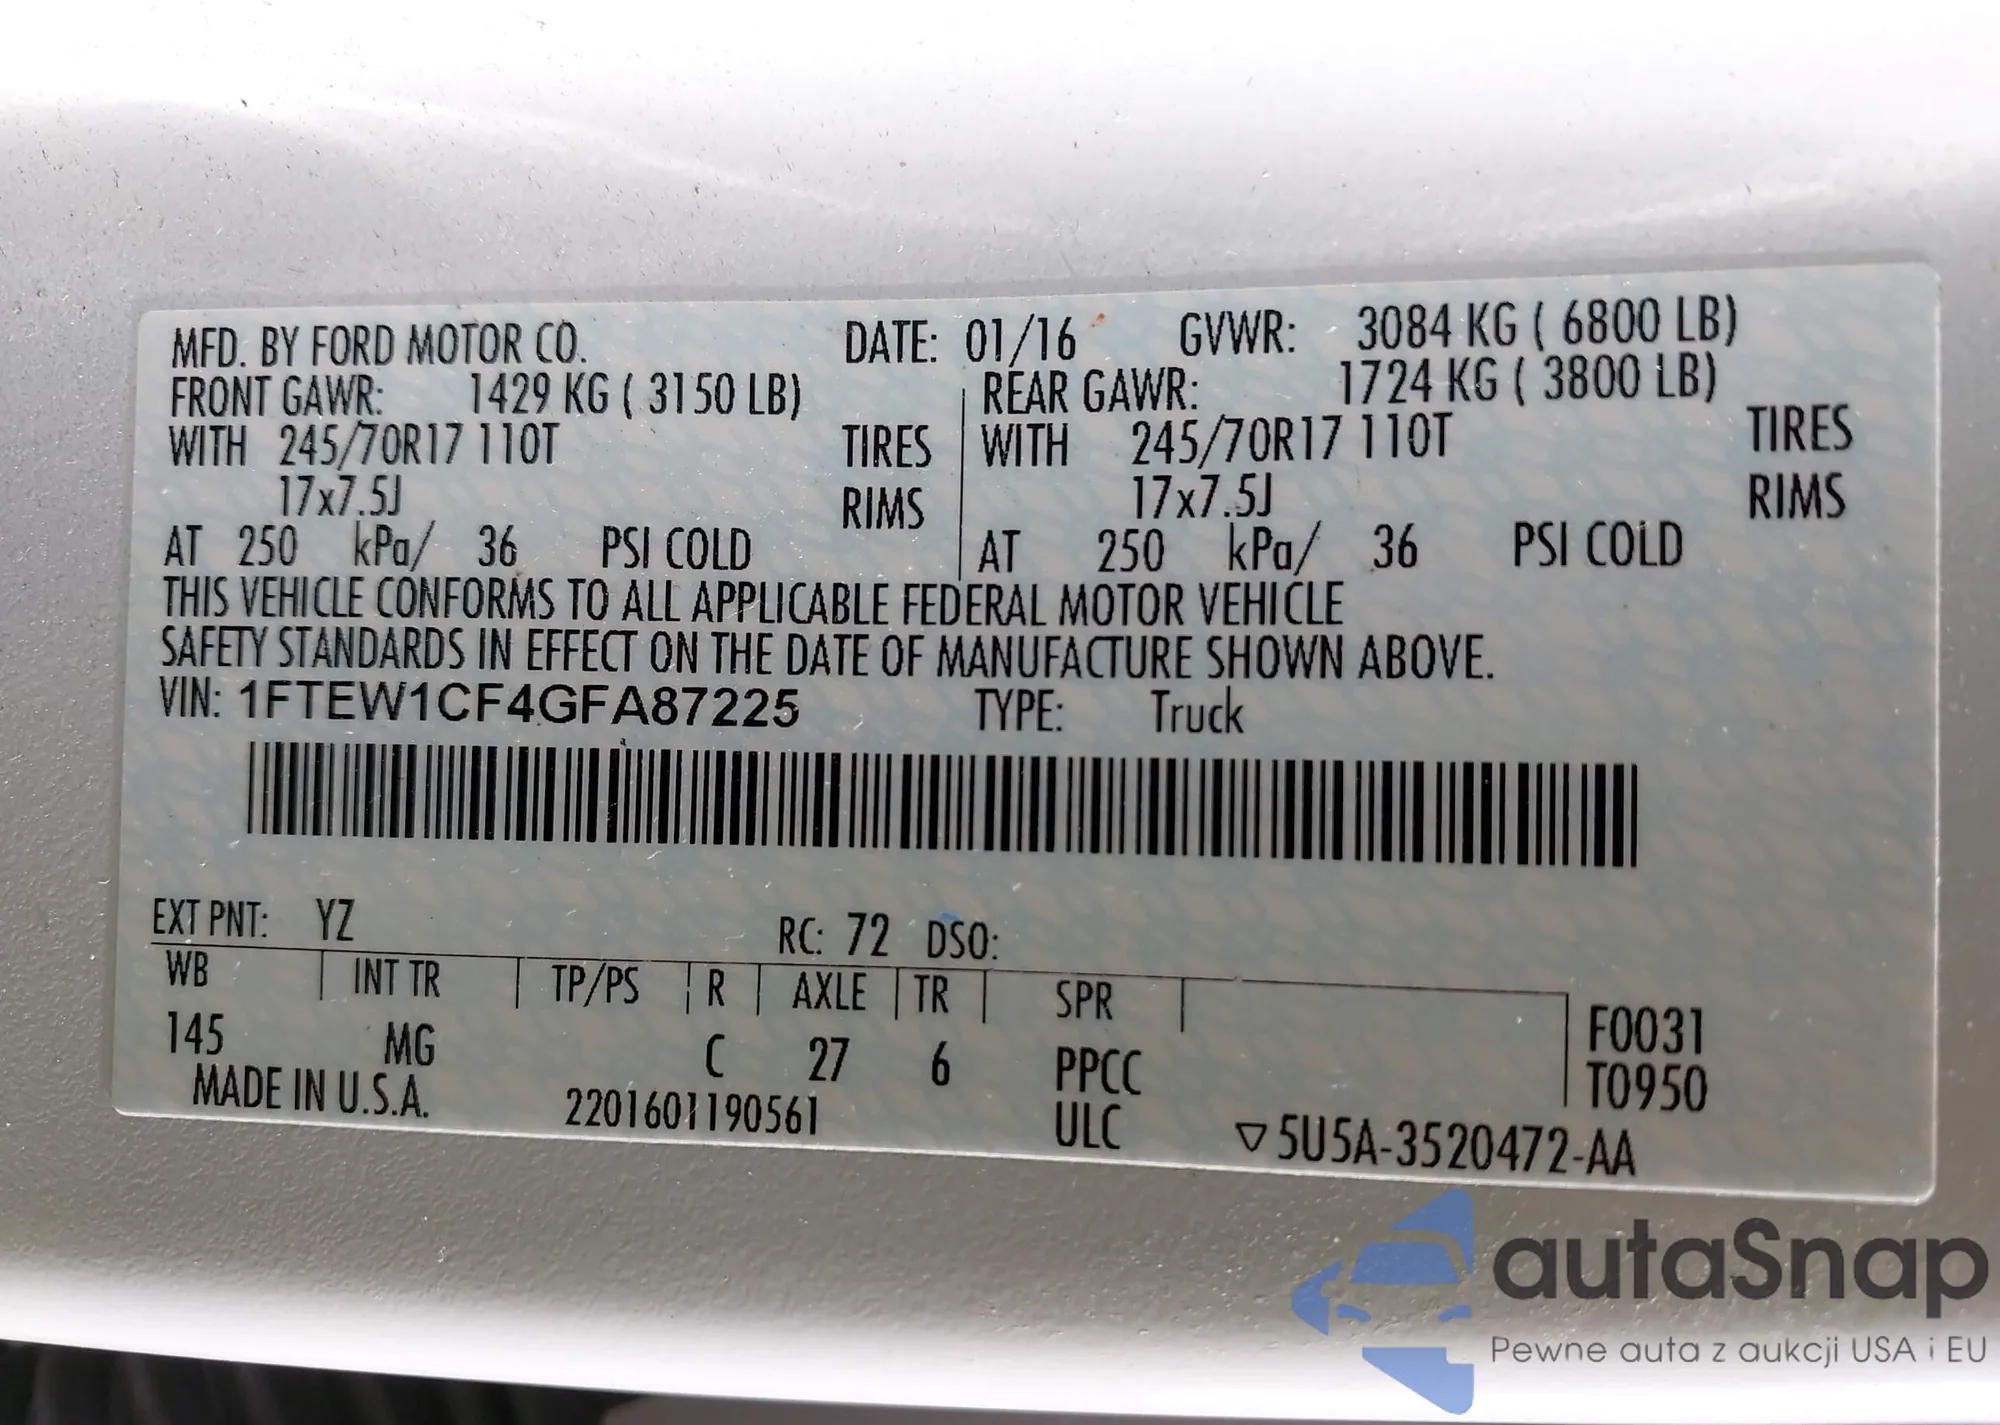 MFD. BY FORD MOTOR CO. DATE: 01/16 GVWR: 3084 KG ( 6800 LB)
FRONT GAWR: 1429 KG ( 3150 LB) REAR GAWR: 1724 KG ( 3800 LB)
WITH 245/70R17 110T TIRES WITH 245/70R17 110T TIRES
17x7.5J RIMS 17x7.5J RIMS
AT 250 kPa/ 36 PSI COLD AT 250 kPa/ 36 PSI COLD
THIS VEHICLE CONFORMS TO ALL APPLICABLE FEDERAL MOTOR VEHICLE
SAFETY STANDARDS IN EFFECT ON THE DATE OF MANUFACTURE SHOWN ABOVE.
VIN: 1FTEW1CF4GFA87225 TYPE: Truck
EXT PNT: YZ RC: 72 DSO:
WB INT TR TP/PS R AXLE TR SPR
145 MG C 27 6 PPCC F0031
T0950
MADE IN U.S.A. 2201601190561 ULC ▽5U5A-3520472-AA
autaSnap
Pewne auta z aukcji USA i EU